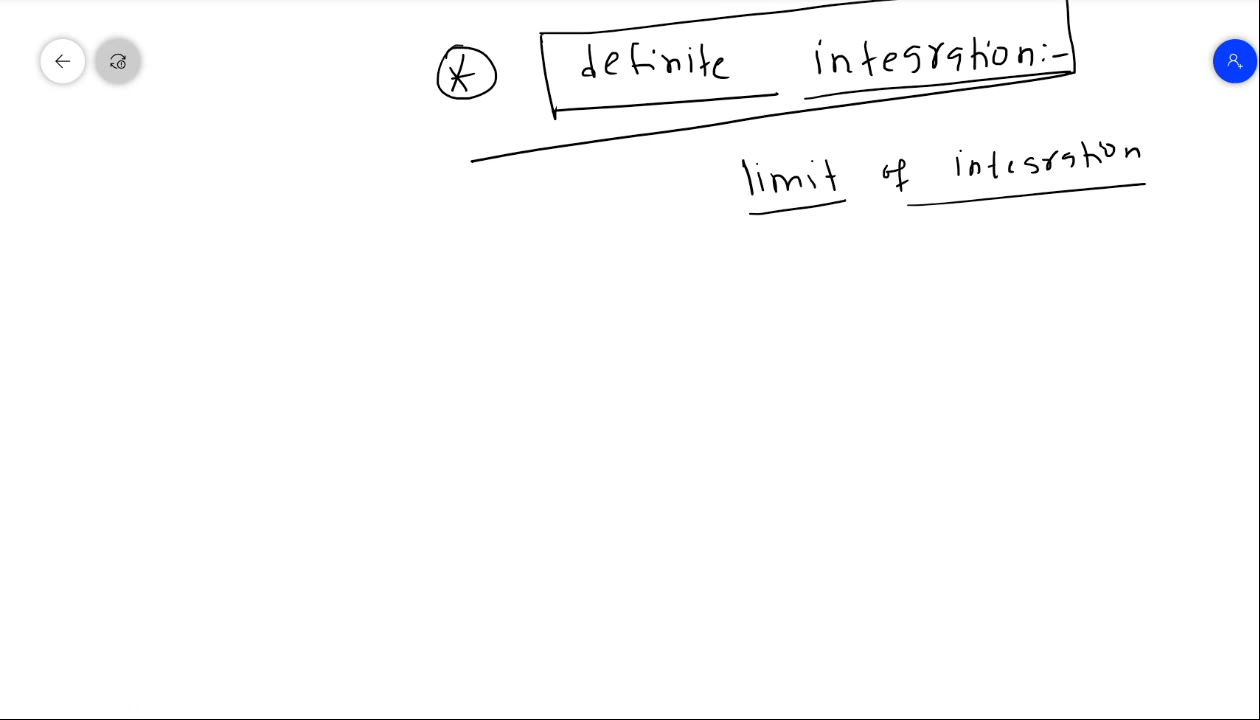 * definite integration:-
limit of integration